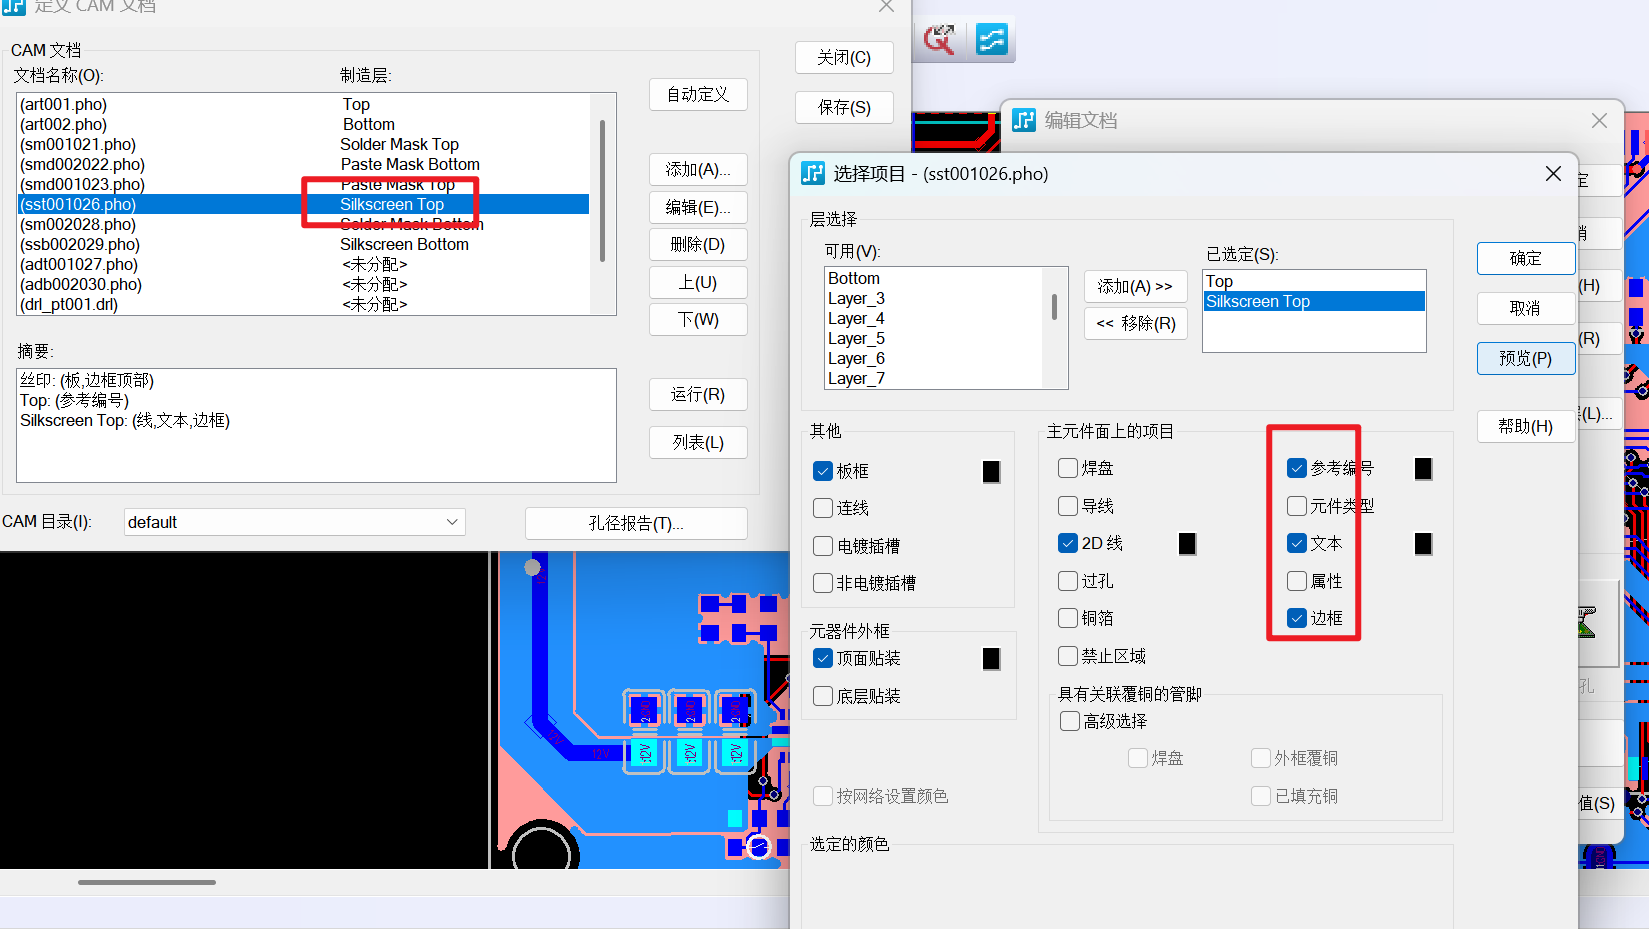 定义 CAM 文档
CAM 文档
文档名称(O):
制造层:
(art001.pho) Top
(art002.pho) Bottom
(sm001021.pho) Solder Mask Top
(smd002022.pho) Paste Mask Bottom
(smd001023.pho) Paste Mask Top
(sst001026.pho) Silkscreen Top
(sm002028.pho) Solder Mask Bottom
(ssb002029.pho) Silkscreen Bottom
(adt001027.pho) <未分配>
(adb002030.pho) <未分配>
(drl_pt001.drl) <未分配>
自动定义
添加(A)...
编辑(E)...
删除(D)
上(U)
下(W)
运行(R)
列表(L)
关闭(C)
保存(S)
摘要:
丝印: (板,边框顶部)
Top: (参考编号)
Silkscreen Top: (线,文本,边框)
CAM 目录(I):
default
孔径报告(T)...
编辑文档
选择项目 - (sst001026.pho)
层选择
可用(V):
Bottom
Layer_3
Layer_4
Layer_5
Layer_6
Layer_7
添加(A) >>
<< 移除(R)
已选定(S):
Top
Silkscreen Top
确定
取消
预览(P)
帮助(H)
其他
板框
连线
电镀插槽
非电镀插槽
元器件外框
顶面贴装
底层贴装
按网络设置颜色
主元件面上的项目
焊盘
导线
2D 线
过孔
铜箔
禁止区域
参考编号
元件类型
文本
属性
边框
具有关联覆铜的管脚
高级选择
焊盘
外框覆铜
已填充铜
选定的颜色
(H)
(R)
(L)...
孔
值(S)
12V
12V
12V
12V